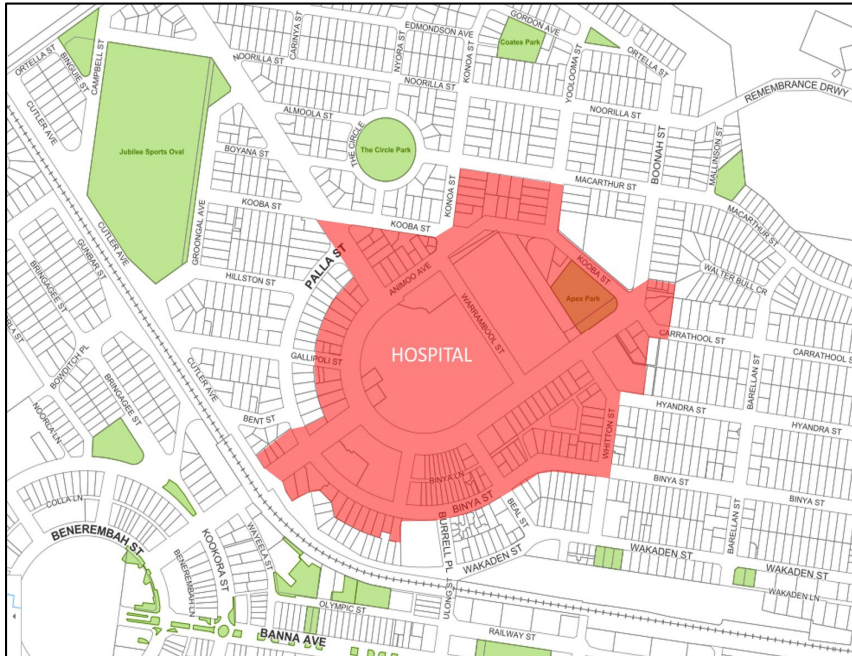 GORDON AVE
EDMONDSON AVE
ORTELLA ST
BINGUIE ST
CAMPBELL ST
CARINYA ST
NYORA ST
KONOA ST
Coates Park
YOOLOOMA ST
ORTELLA ST
NOORILLA ST
NOORILLA ST
REMEMBRANCE DRWY
CUTLER AVE
ALMOOLA ST
NOORILLA ST
BOONAH ST
MALLINSON ST
Jubilee Sports Oval
BOYANA ST
THE CIRCLE
The Circle Park
MACARTHUR ST
KOOBA ST
KONOA ST
KOOBA ST
MACARTHUR ST
CUTLER AVE
GROONGAL AVE
GUNBAR ST
BRINGAGEE ST
HILLSTON ST
PALLA ST
ANIMOO AVE
KOOBA ST
WALTER BULL CR
Apex Park
WARRAMBOOL ST
CARRATHOOL ST
CARRATHOOL S
BOWDITCH PL
BRINGAGEE ST
CUTLER AVE
GALLIPOLI ST
HOSPITAL
BARELLAN ST
NOORLA LN
BENT ST
HYANDRA ST
HYANDRA ST
WHITTON ST
BINYA LN
BINYA ST
BINYA ST
BINYA ST
COLLA LN
BENEREMBAH ST
KOOKORA ST
WAYEELA ST
BURRELL PL
BEAL ST
WAKADEN ST
WAKADEN ST
BARELLAN ST
WAKADEN ST
BENEREMBAH LN
WAKADEN LN
OLYMPIC ST
ULONG S
BANNA AVE
RAILWAY ST